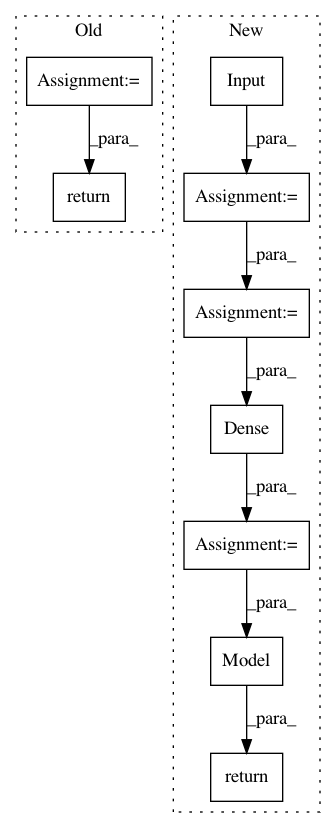 Old
Assignment:=
_para_
return
New
Input
_para_
Assignment:=
_para_
Assignment:=
_para_
Dense
_para_
Assignment:=
_para_
Model
_para_
return